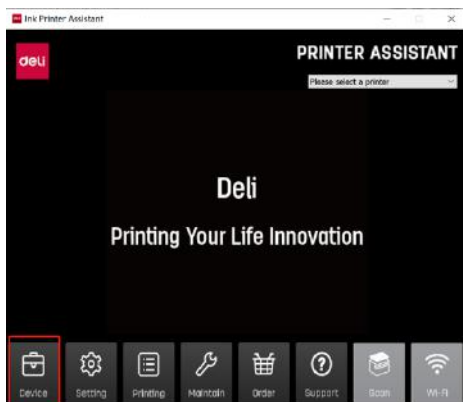 Ink Printer Assistant
deli
PRINTER ASSISTANT
Please select a printer
Deli
Printing Your Life Innovation
Device
Setting
Printing
Maintain
Order
Support
Scan
Wi-Fi